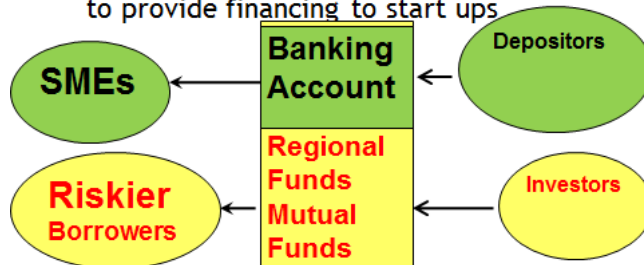 to provide financing to start ups
Banking
Account
Depositors
SMEs
Regional
Funds
Mutual
Funds
Riskier
Borrowers
Investors